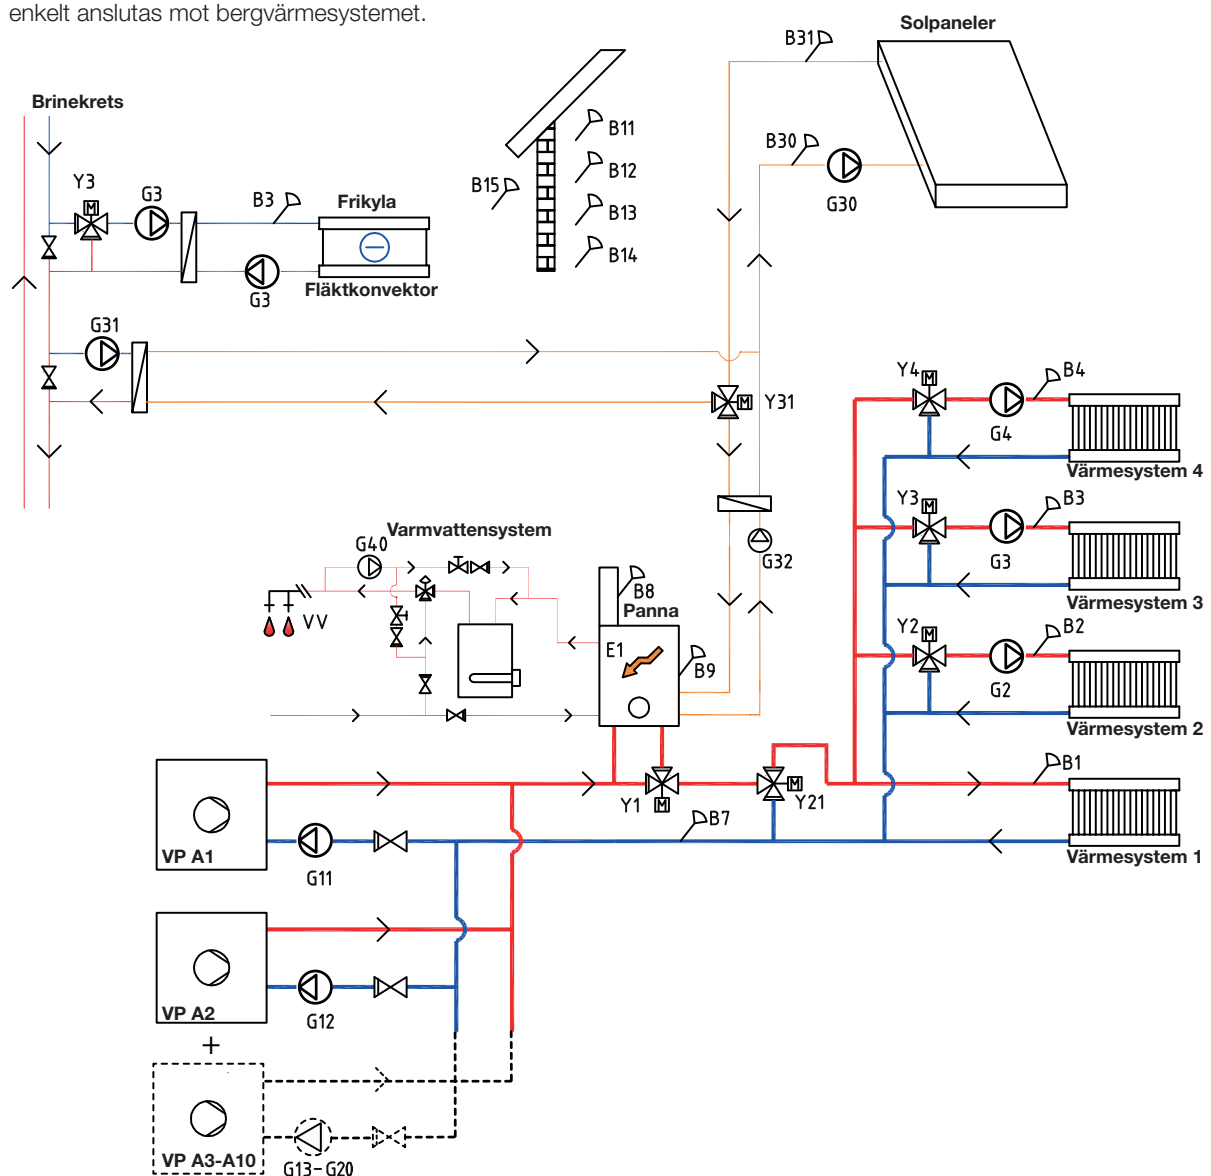 enkelt anslutas mot bergvärmesystemet.
Solpaneler
B31
Brinekrets
B11
B30
B12
Y3
G3
B3
Frikyla
B15
G30
B13
B14
G3
Fläktkonvektor
G31
Y4
B4
Y31
G4
Värmesystem 4
Y3
B3
Varmvattensystem
G40
G32
G3
B8
Värmesystem 3
Panna
VV
Y2
B2
E1
B9
G2
Värmesystem 2
B1
Y1
Y21
B7
VP A1
G11
Värmesystem 1
VP A2
G12
+
VP A3-A10
G13-G20
M
M
M
M
M
M
M